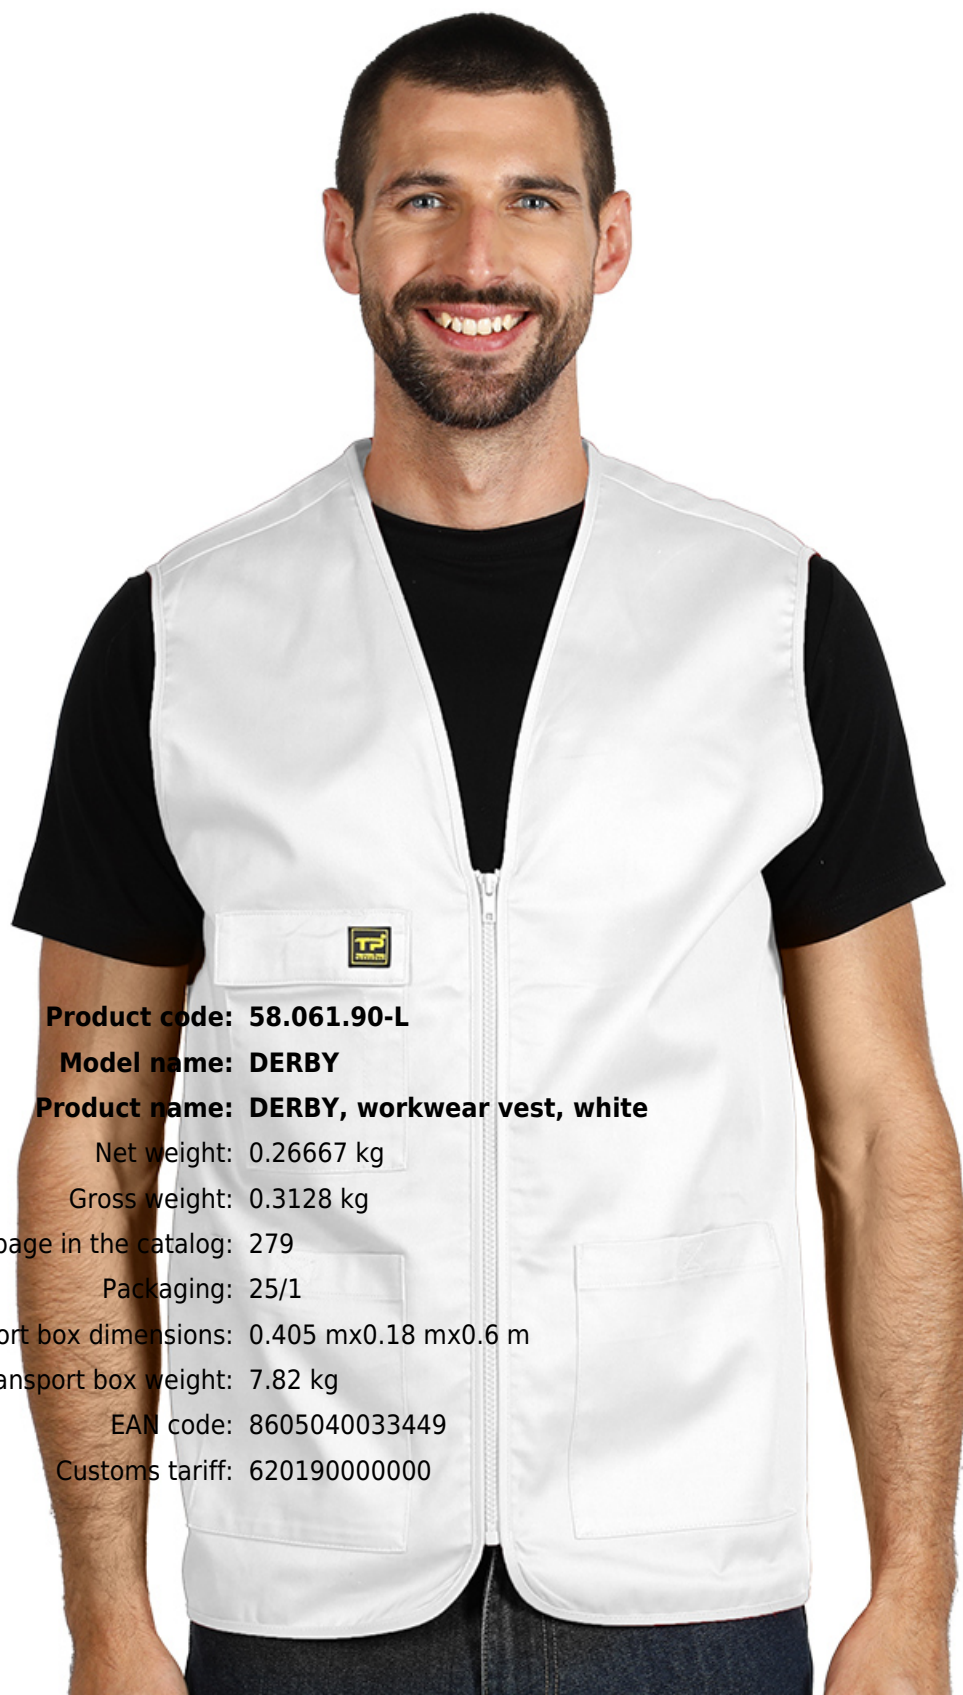 TP
Product code: 58.061.90-L
Model name: DERBY
Product name: DERBY, workwear vest, white
Net weight: 0.26667 kg
Gross weight: 0.3128 kg
page in the catalog: 279
Packaging: 25/1
ort box dimensions: 0.405 mx0.18 mx0.6 m
ansport box weight: 7.82 kg
EAN code: 8605040033449
Customs tariff: 620190000000